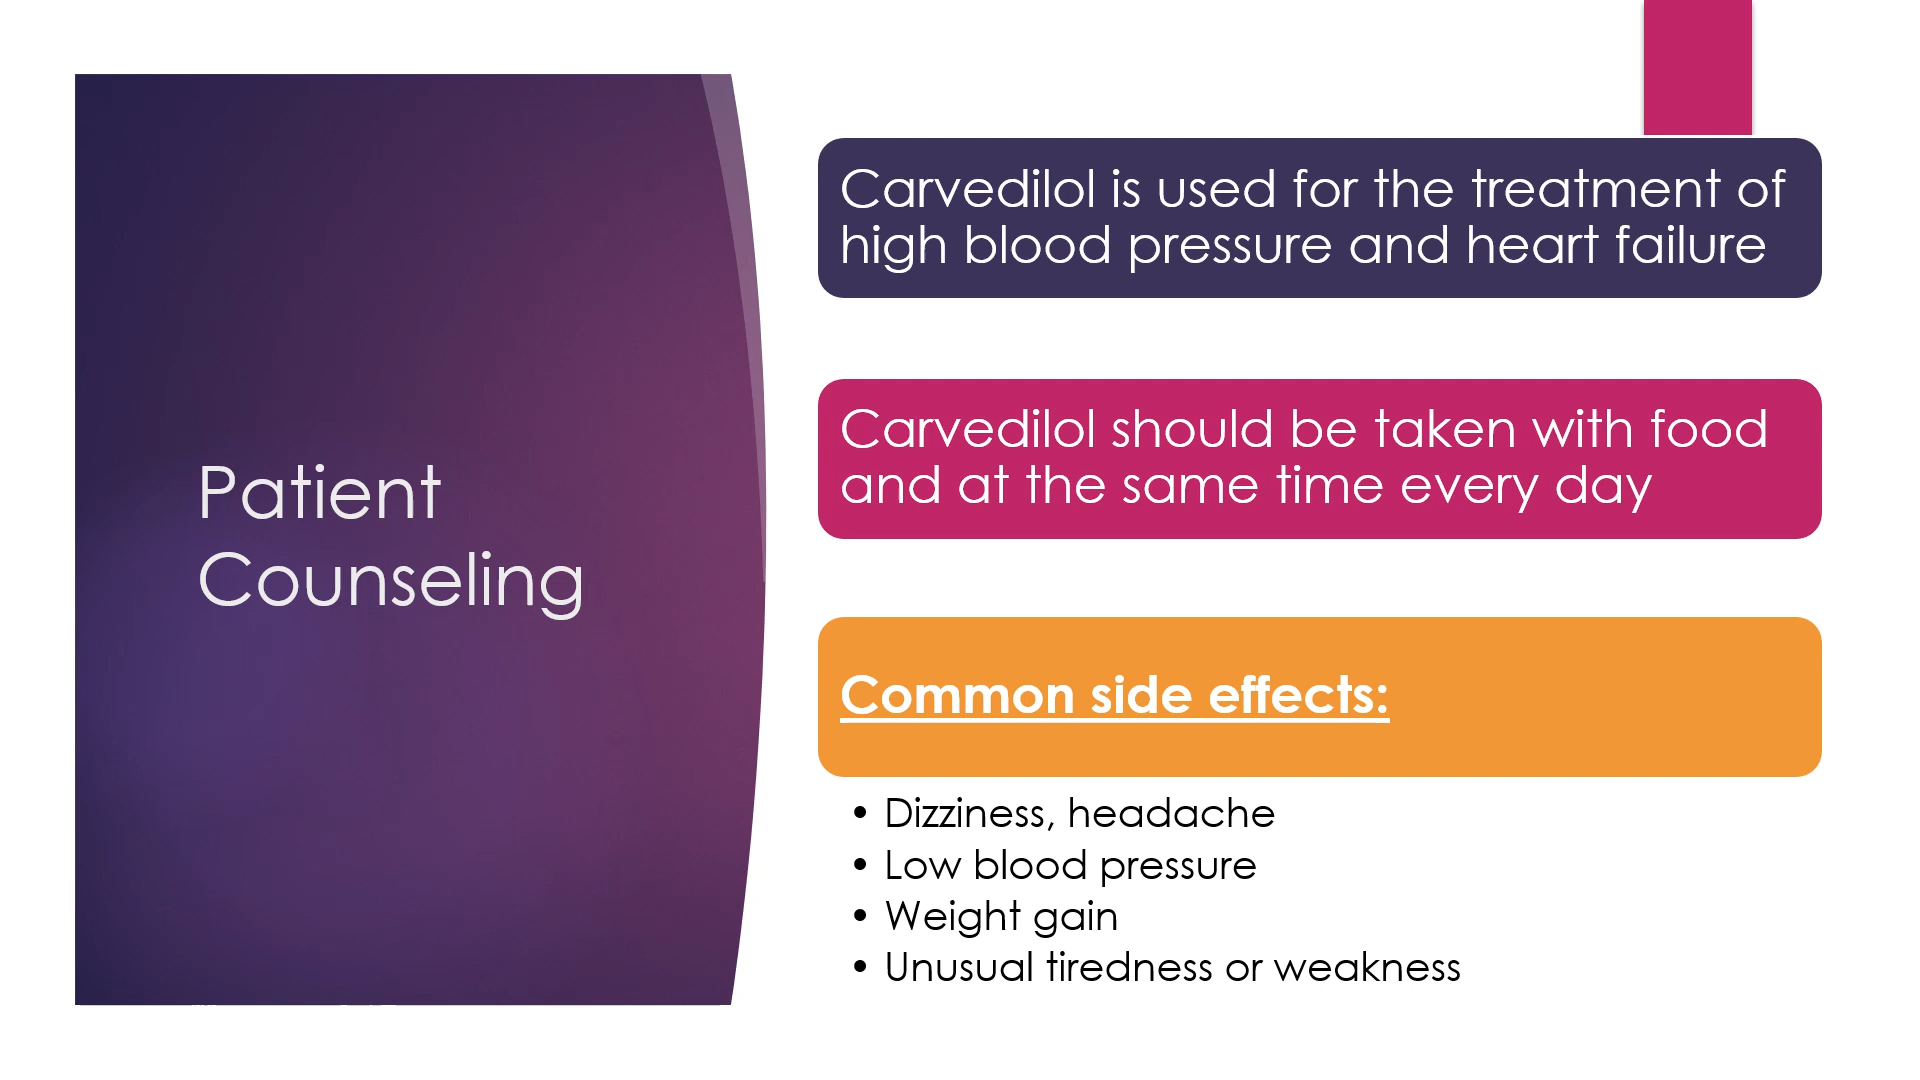 Patient
Counseling
Carvedilol is used for the treatment of
high blood pressure and heart failure
Carvedilol should be taken with food
and at the same time every day
Common side effects:
• Dizziness, headache
• Low blood pressure
• Weight gain
• Unusual tiredness or weakness